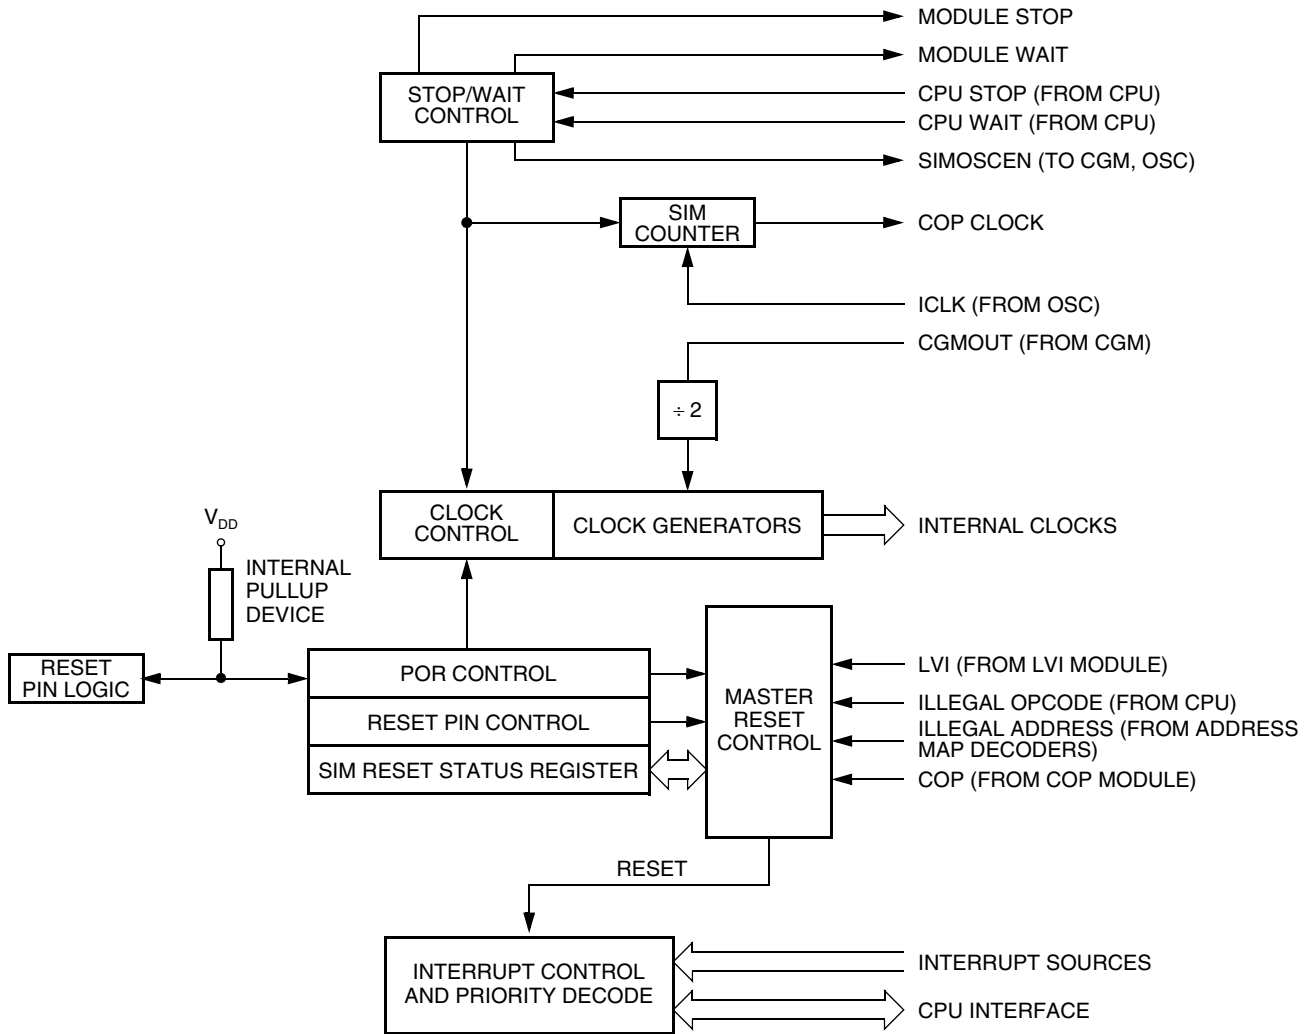 MODULE STOP
MODULE WAIT
STOP/WAIT
CONTROL
CPU STOP (FROM CPU)
CPU WAIT (FROM CPU)
SIMOSCEN (TO CGM, OSC)
SIM
COUNTER
COP CLOCK
ICLK (FROM OSC)
CGMOUT (FROM CGM)
÷ 2
CLOCK
CONTROL
CLOCK GENERATORS
INTERNAL CLOCKS
VDD
INTERNAL
PULLUP
DEVICE
RESET
PIN LOGIC
POR CONTROL
RESET PIN CONTROL
SIM RESET STATUS REGISTER
MASTER
RESET
CONTROL
LVI (FROM LVI MODULE)
ILLEGAL OPCODE (FROM CPU)
ILLEGAL ADDRESS (FROM ADDRESS
MAP DECODERS)
COP (FROM COP MODULE)
RESET
INTERRUPT CONTROL
AND PRIORITY DECODE
INTERRUPT SOURCES
CPU INTERFACE